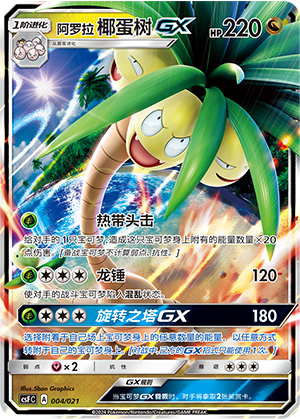 1阶进化
阿罗拉 椰蛋树GX HP220
从蛋蛋进化
热带头击
给对手的1只宝可梦,造成这只宝可梦身上附有的能量数量×20
点伤害。[备战宝可梦不计算弱点、抗性。]
龙锤 120
使对手的战斗宝可梦陷入混乱状态。
旋转之塔GX 180
选择附着于自己场上宝可梦身上的任意数量的能量,以任意方式
转附于自己的宝可梦身上。[对战中,己方的GX招式只能使用1次。]
弱点 ×2 抗性 撤退
Illus. 5ban Graphics
GX规则
当宝可梦GX昏厥时,对手将拿取2张奖赏卡。
csFC A 004/021
©2024 Pokémon/Nintendo/Creatures/GAME FREAK.